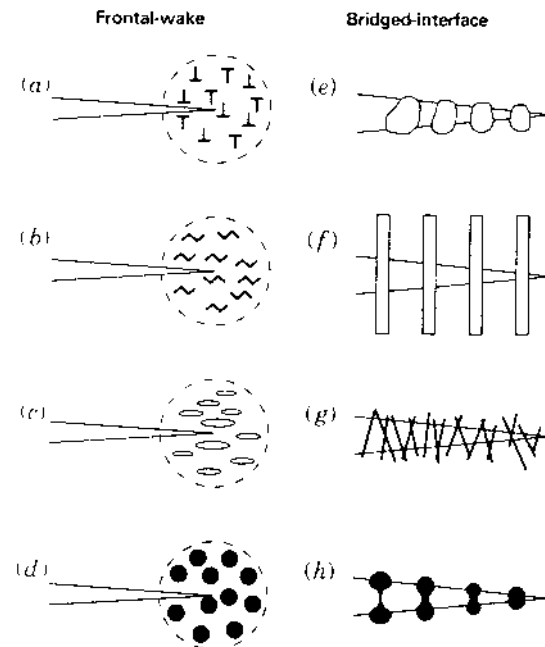 Frontal-wake
Bridged-interface
(a)
(e)
(b)
(f)
(c)
(g)
(d)
(h)